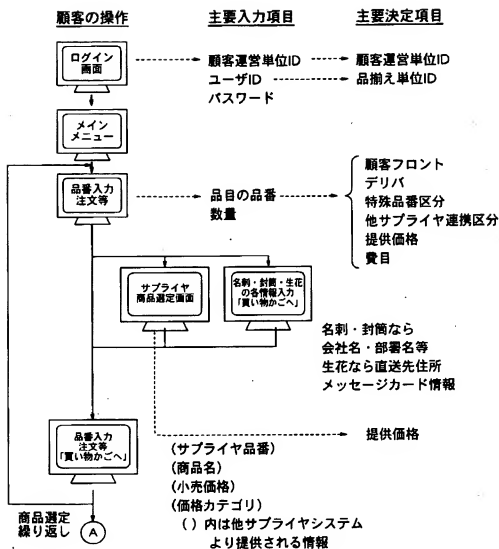 顧客の操作
主要入力項目
主要決定項目
ログイン
画面
顧客運営単位ID
ユーザID
パスワード
顧客運営単位ID
品揃え単位ID
メイン
メニュー
品番入力
注文等
品目の品番
数量
顧客フロント
デリバ
特殊品番区分
他サプライヤ連携区分
提供価格
費目
サプライヤ
商品選定画面
名刺・封筒・生花
の各情報入力
「買い物かごへ」
名刺・封筒なら
会社名・部署名等
生花なら直送先住所
メッセージカード情報
品番入力
注文等
「買い物かごへ」
提供価格
(サプライヤ品番)
(商品名)
(小売価格)
(価格カテゴリ)
( )内は他サプライヤシステム
より提供される情報
商品選定
繰り返し
A